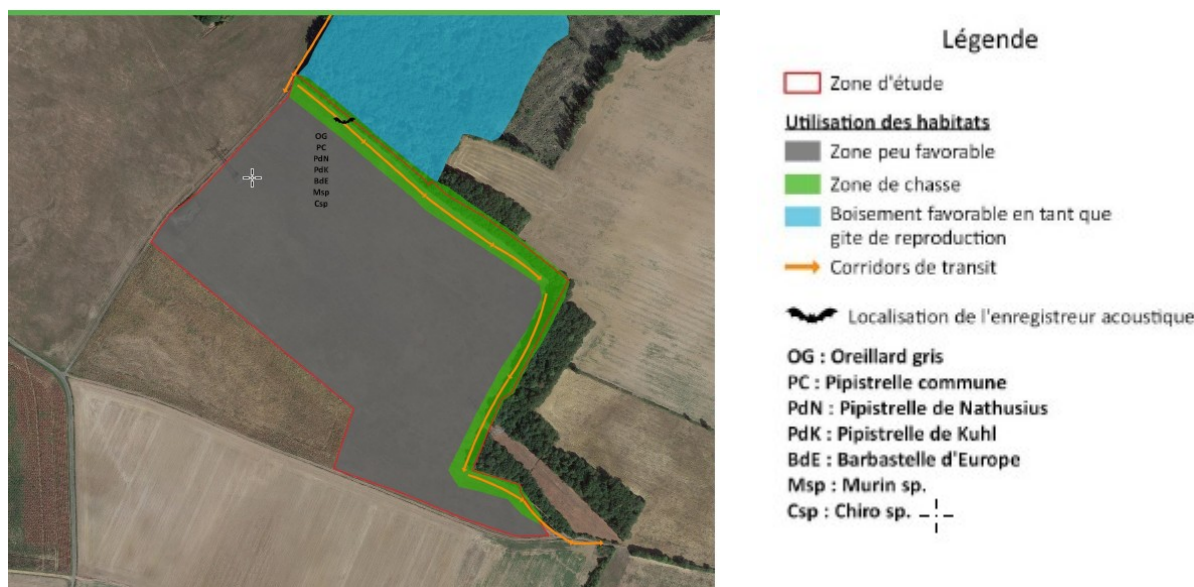 OG
PC
PdN
PdK
BdE
Msp
Csp
Légende
Zone d'étude
Utilisation des habitats
Zone peu favorable
Zone de chasse
Boisement favorable en tant que
gite de reproduction
Corridors de transit
Localisation de l'enregistreur acoustique
OG : Oreillard gris
PC : Pipistrelle commune
PdN : Pipistrelle de Nathusius
PdK : Pipistrelle de Kuhl
BdE : Barbastelle d'Europe
Msp : Murin sp.
Csp : Chiro sp.